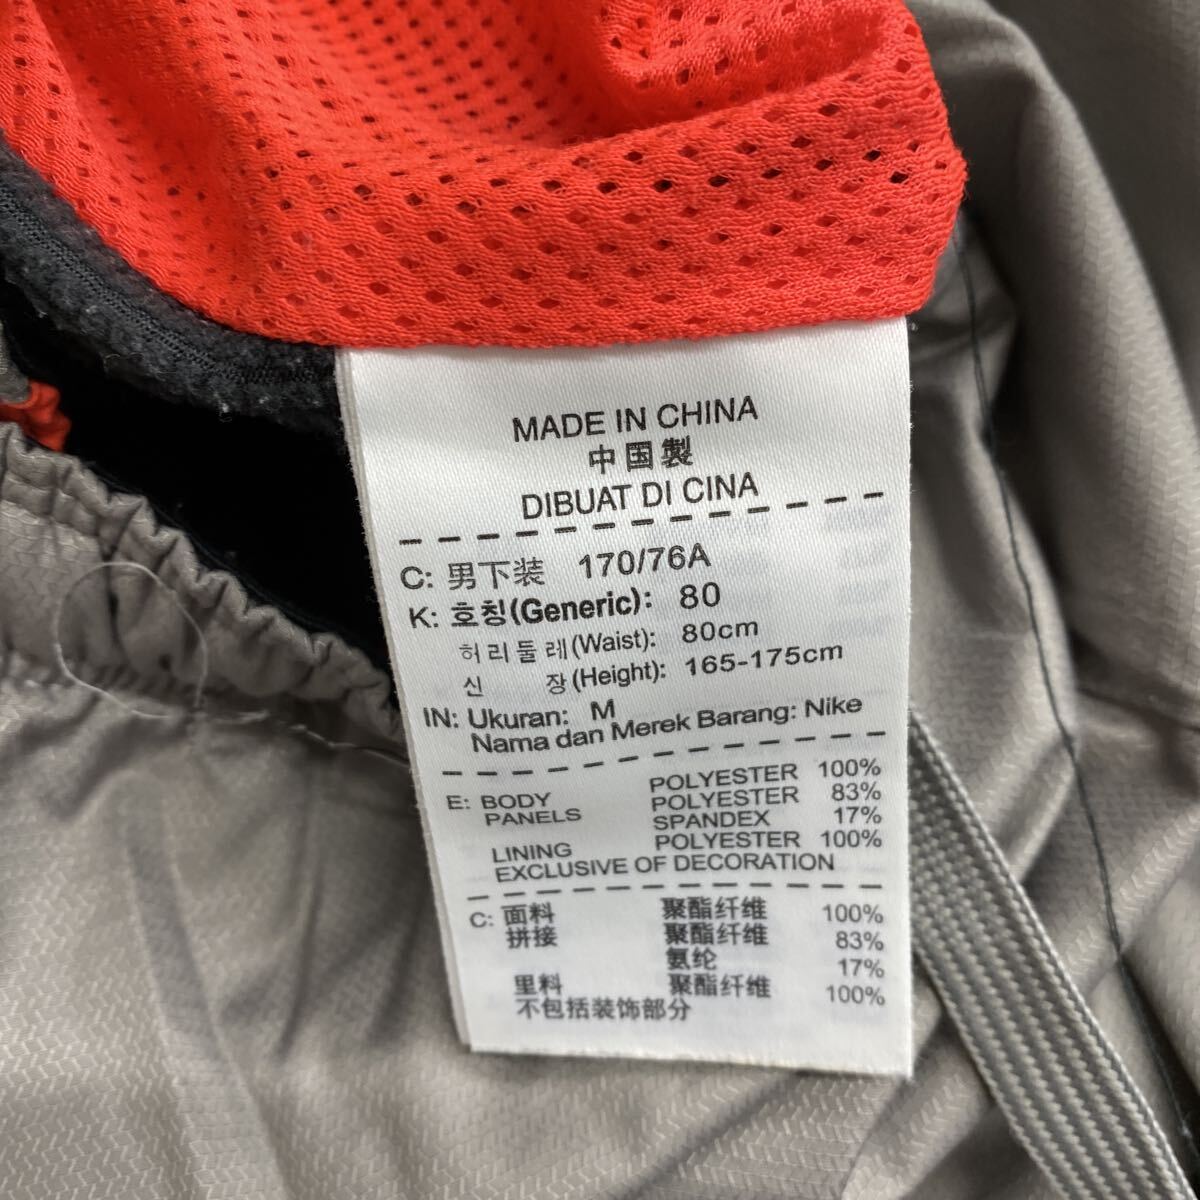 MADE IN CHINA
中国製
DIBUAT DI CINA
C: 男下装 170/76A
K: 호칭(Generic): 80
허리둘레(Waist): 80cm
신 장(Height): 165-175cm
IN: Ukuran: M
Nama dan Merek Barang: Nike
E: BODY POLYESTER 100%
PANELS POLYESTER 83%
SPANDEX 17%
LINING POLYESTER 100%
EXCLUSIVE OF DECORATION
C: 面料 聚酯纤维 100%
拼接 聚酯纤维 83%
氨纶 17%
里料 聚酯纤维 100%
不包括装饰部分